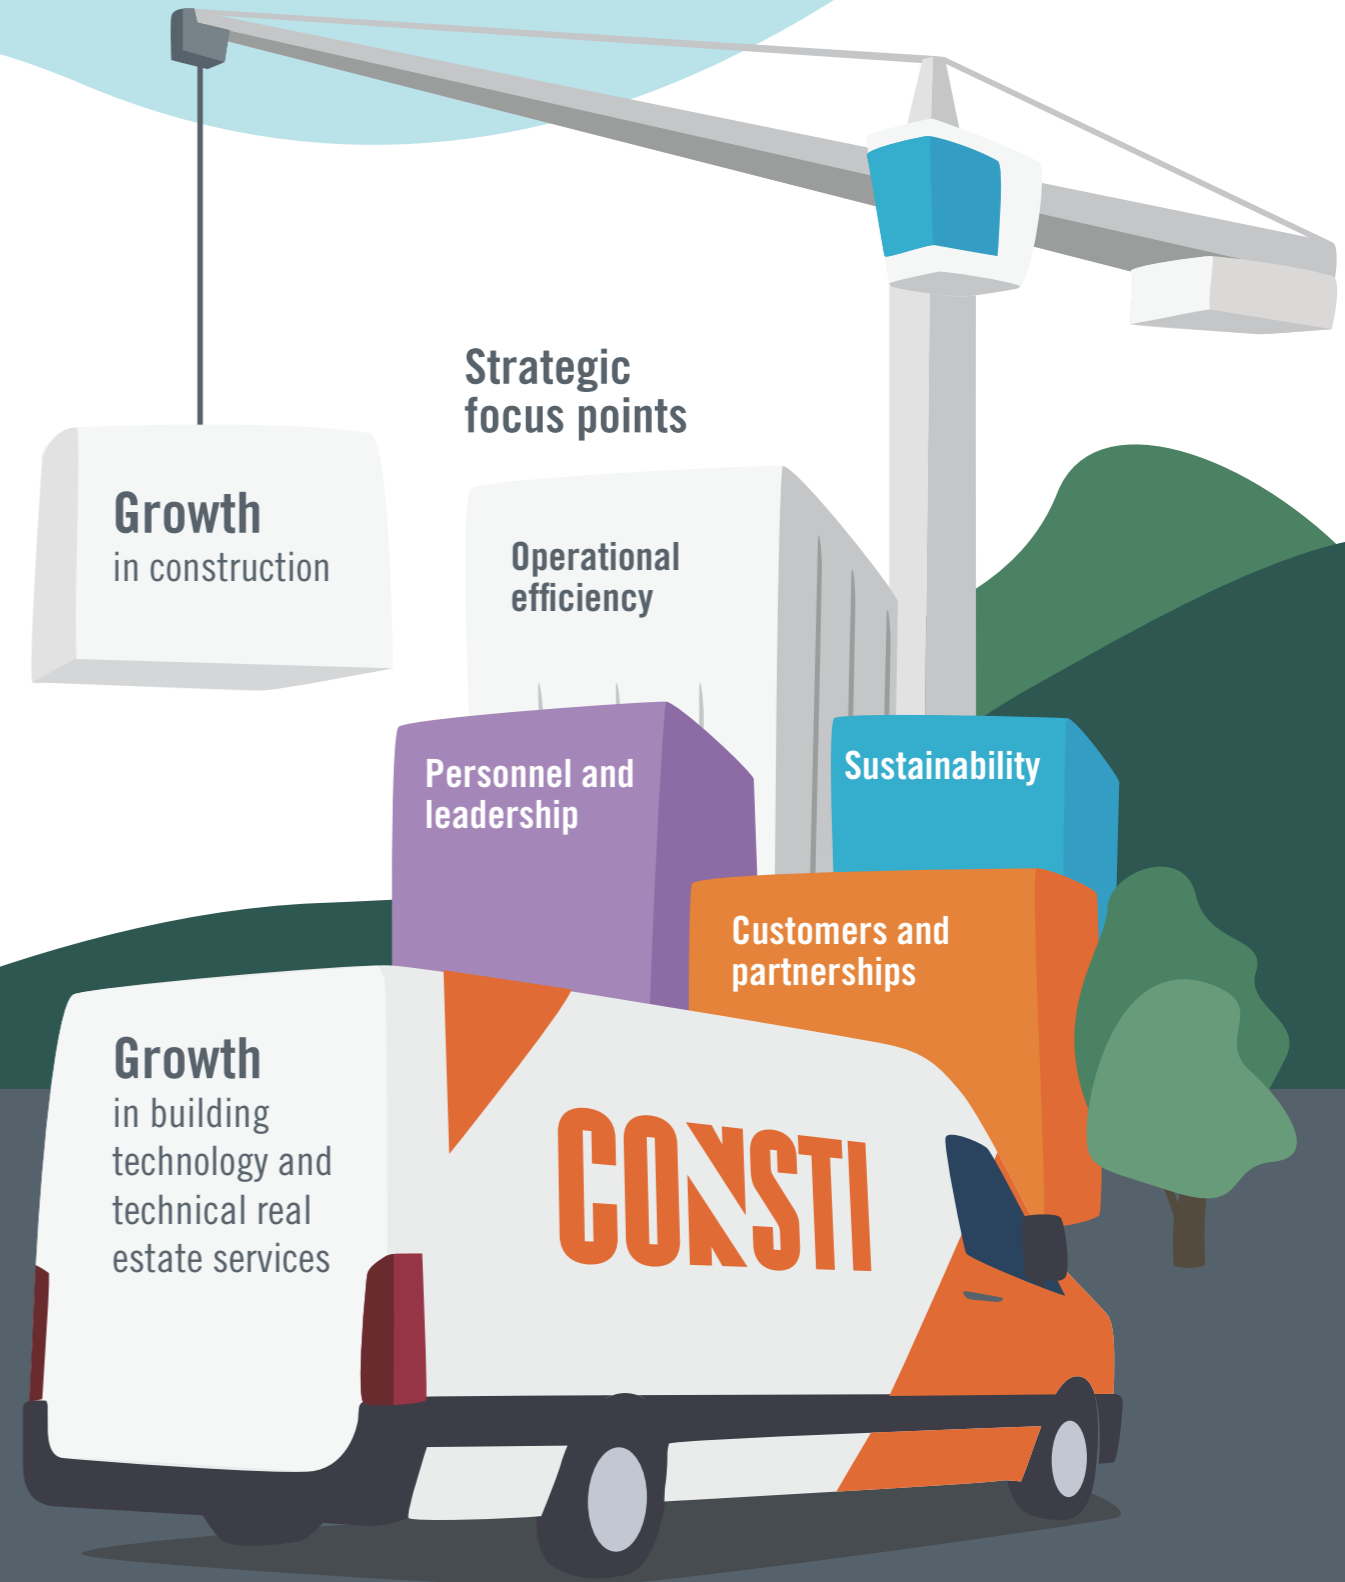 Strategic
focus points
Growth
in construction
Operational
efficiency
Personnel and
leadership
Sustainability
Customers and
partnerships
Growth
in building
technology and
technical real
estate services
CONSTI